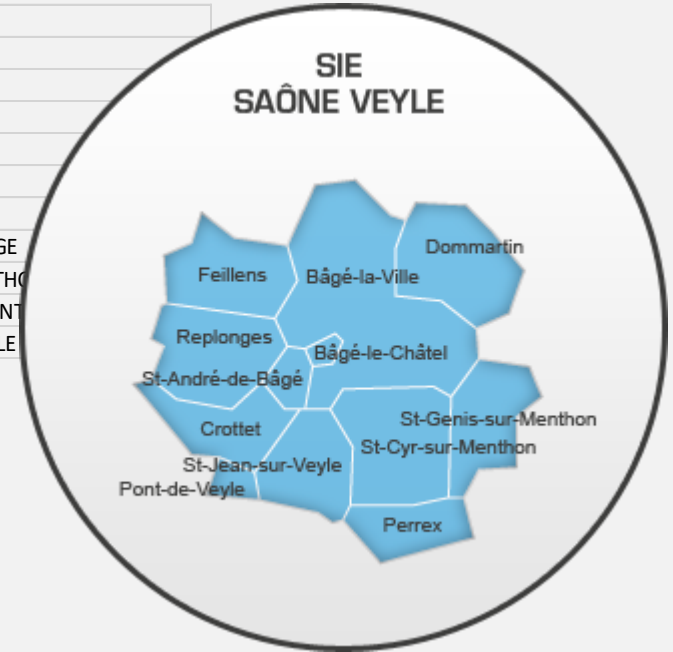 SIE
SAÔNE VEYLE
Dommartin
Feillens
Bâgé-la-Ville
Replonges
Bâgé-le-Châtel
St-André-de-Bâgé
St-Genis-sur-Menthon
Crottet
St-Cyr-sur-Menthon
St-Jean-sur-Veyle
Pont-de-Veyle
Perrex